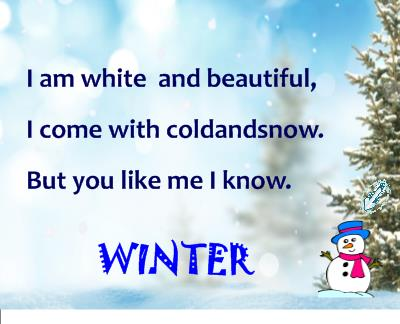 I am white and beautiful,
I come with coldandsnow.
But you like me I know.
WINTER